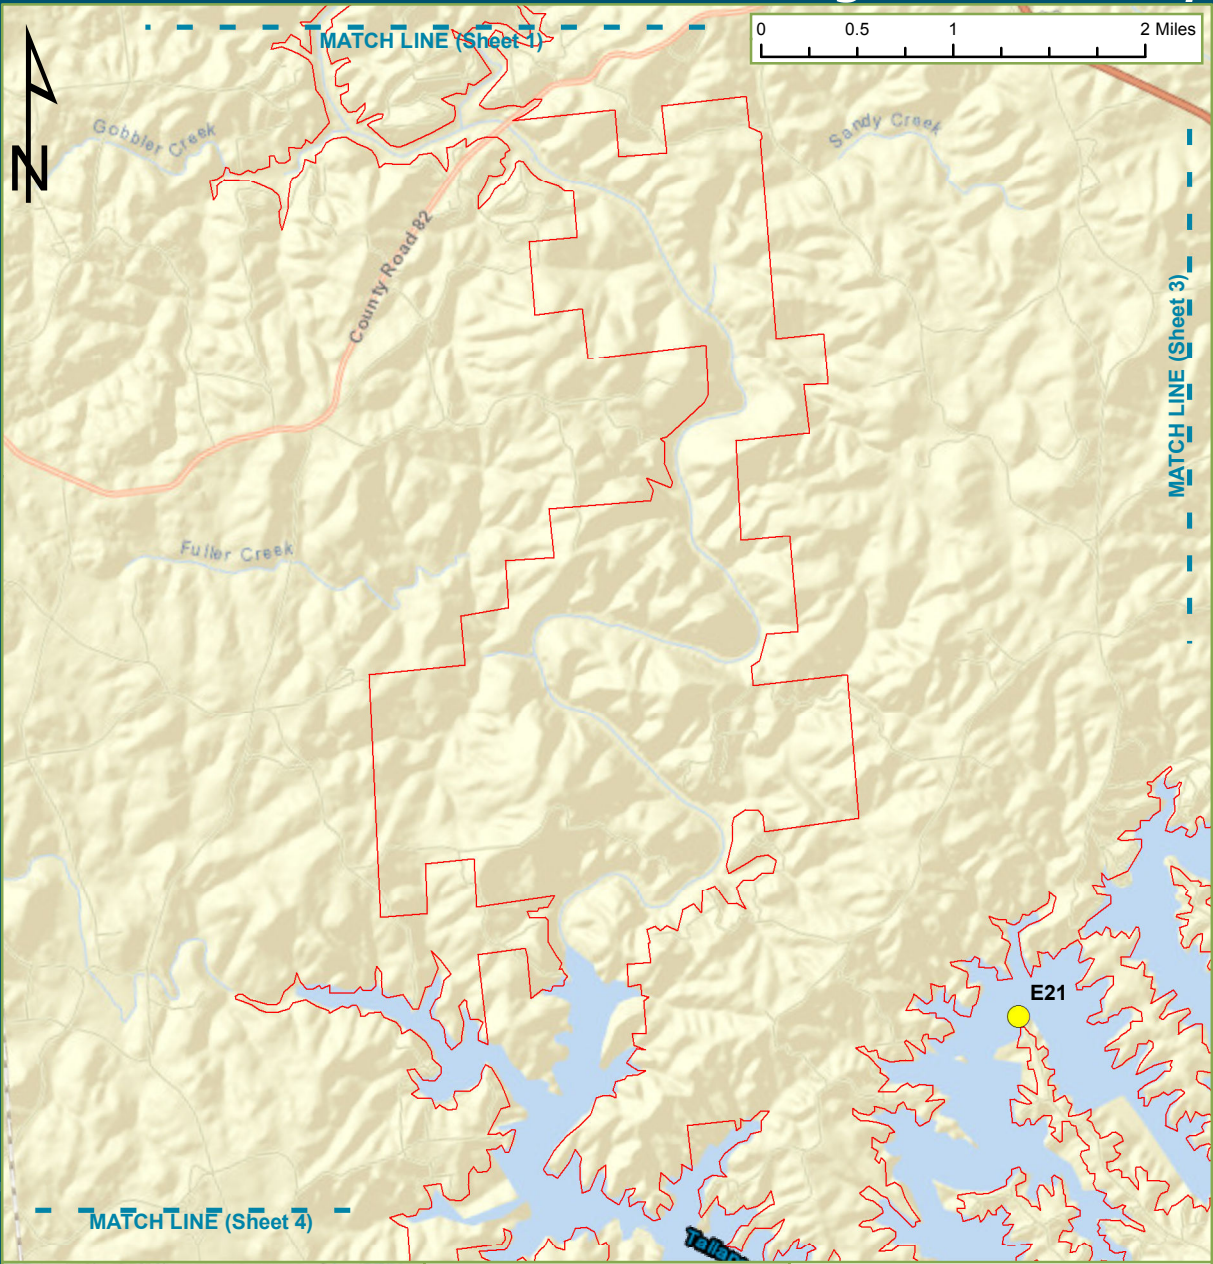 0 0.5 1 2 Miles
MATCH LINE (Sheet 1)
N
Gobbler Creek
Sandy Creek
County Road 82
MATCH LINE (Sheet 3)
Fuller Creek
E21
MATCH LINE (Sheet 4)